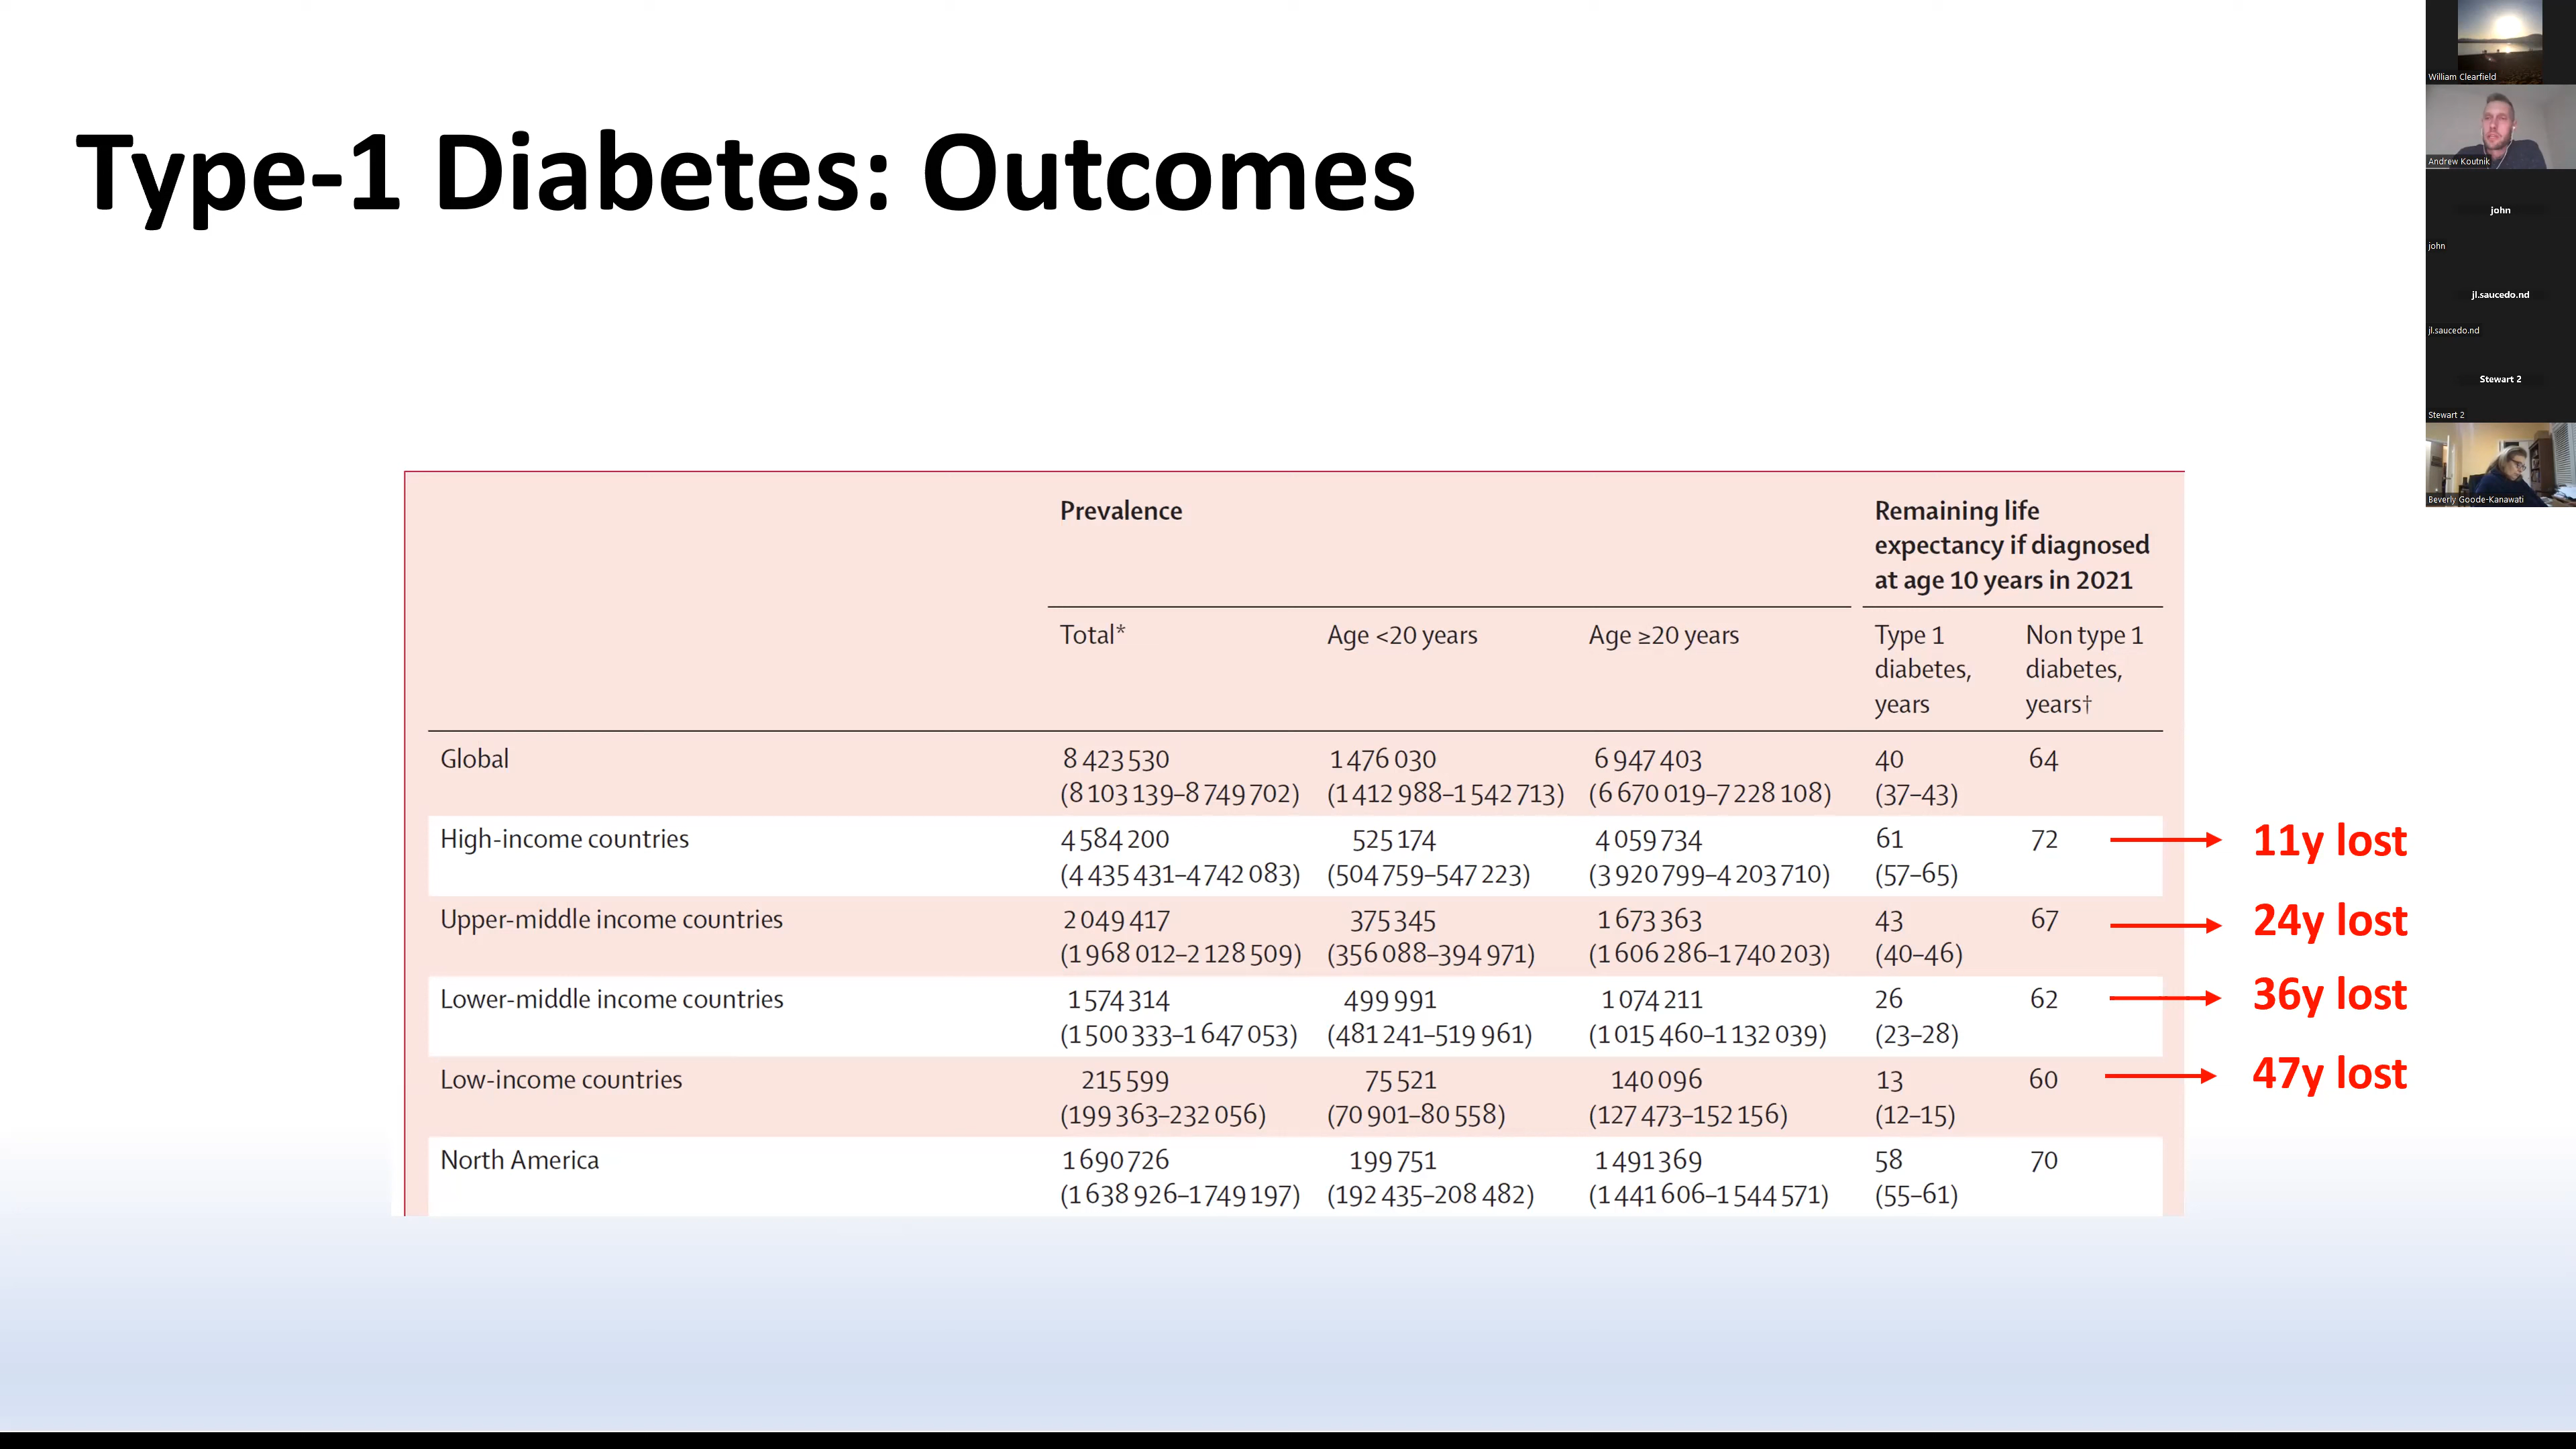 Type-1 Diabetes: Outcomes
Prevalence
Remaining life
expectancy if diagnosed
at age 10 years in 2021
Total*
Age <20 years
Age ≥20 years
Type 1
diabetes,
years
Non type 1
diabetes,
years†
Global
8 423 530
(8 103 139–8 749 702)
1 476 030
(1 412 988–1 542 713)
6 947 403
(6 670 019–7 228 108)
40
(37–43)
64
High-income countries
4 584 200
(4 435 431–4 742 083)
525 174
(504 759–547 223)
4 059 734
(3 920 799–4 203 710)
61
(57–65)
72
11y lost
Upper-middle income countries
2 049 417
(1 968 012–2 128 509)
375 345
(356 088–394 971)
1 673 363
(1 606 286–1 740 203)
43
(40–46)
67
24y lost
Lower-middle income countries
1 574 314
(1 500 333–1 647 053)
499 991
(481 241–519 961)
1 074 211
(1 015 460–1 132 039)
26
(23–28)
62
36y lost
Low-income countries
215 599
(199 363–232 056)
75 521
(70 901–80 558)
140 096
(127 473–152 156)
13
(12–15)
60
47y lost
North America
1 690 726
(1 638 926–1 749 197)
199 751
(192 435–208 482)
1 491 369
(1 441 606–1 544 571)
58
(55–61)
70
William Clearfield
Andrew Koutnik
john
john
jl.saucedo.nd
jl.saucedo.nd
Stewart 2
Stewart 2
Beverly Goode-Kanawati